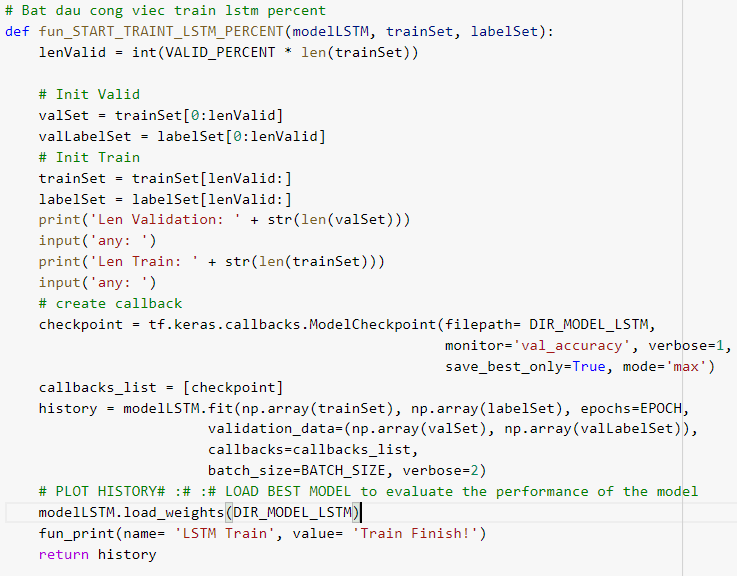 # Bat dau cong viec train lstm percent
def fun_START_TRAINT_LSTM_PERCENT(modelLSTM, trainSet, labelSet):
    lenValid = int(VALID_PERCENT * len(trainSet))

    # Init Valid
    valSet = trainSet[0:lenValid]
    valLabelSet = labelSet[0:lenValid]
    # Init Train
    trainSet = trainSet[lenValid:]
    labelSet = labelSet[lenValid:]
    print('Len Validation: ' + str(len(valSet)))
    input('any: ')
    print('Len Train: ' + str(len(trainSet)))
    input('any: ')
    # create callback
    checkpoint = tf.keras.callbacks.ModelCheckpoint(filepath= DIR_MODEL_LSTM,
                                                    monitor='val_accuracy', verbose=1,
                                                    save_best_only=True, mode='max')
    callbacks_list = [checkpoint]
    history = modelLSTM.fit(np.array(trainSet), np.array(labelSet), epochs=EPOCH,
                        validation_data=(np.array(valSet), np.array(valLabelSet)),
                        callbacks=callbacks_list,
                        batch_size=BATCH_SIZE, verbose=2)
    # PLOT HISTORY# :# :# LOAD BEST MODEL to evaluate the performance of the model
    modelLSTM.load_weights(DIR_MODEL_LSTM)
    fun_print(name= 'LSTM Train', value= 'Train Finish!')
    return history